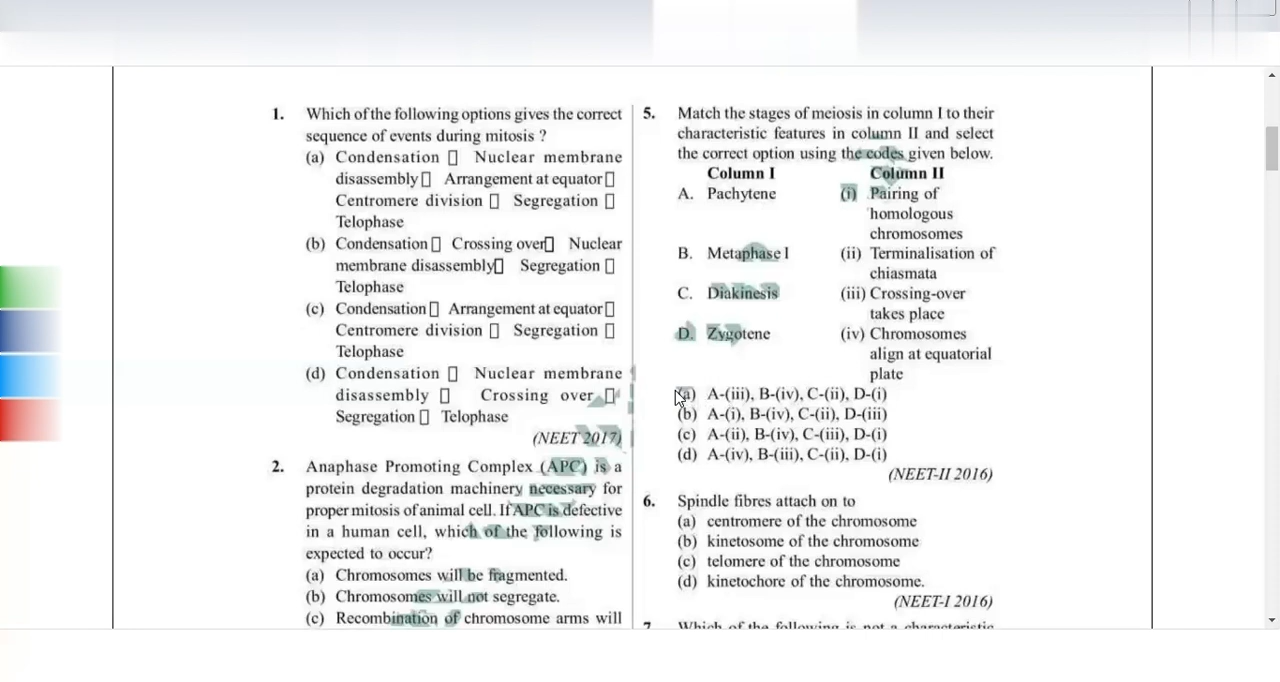 1. Which of the following options gives the correct
sequence of events during mitosis ?
(a) Condensation ▯ Nuclear membrane
disassembly ▯ Arrangement at equator ▯
Centromere division ▯ Segregation ▯
Telophase
(b) Condensation ▯ Crossing over ▯ Nuclear
membrane disassembly ▯ Segregation ▯
Telophase
(c) Condensation ▯ Arrangement at equator ▯
Centromere division ▯ Segregation ▯
Telophase
(d) Condensation ▯ Nuclear membrane
disassembly ▯ Crossing over ▯
Segregation ▯ Telophase
(NEET 2017)
2. Anaphase Promoting Complex (APC) is a
protein degradation machinery necessary for
proper mitosis of animal cell. If APC is defective
in a human cell, which of the following is
expected to occur?
(a) Chromosomes will be fragmented.
(b) Chromosomes will not segregate.
(c) Recombination of chromosome arms will
5. Match the stages of meiosis in column I to their
characteristic features in column II and select
the correct option using the codes given below.
Column I Column II
A. Pachytene (i) Pairing of
homologous
chromosomes
B. Metaphase I (ii) Terminalisation of
chiasmata
C. Diakinesis (iii) Crossing-over
takes place
D. Zygotene (iv) Chromosomes
align at equatorial
plate
(a) A-(iii), B-(iv), C-(ii), D-(i)
(b) A-(i), B-(iv), C-(ii), D-(iii)
(c) A-(ii), B-(iv), C-(iii), D-(i)
(d) A-(iv), B-(iii), C-(ii), D-(i)
(NEET-II 2016)
6. Spindle fibres attach on to
(a) centromere of the chromosome
(b) kinetosome of the chromosome
(c) telomere of the chromosome
(d) kinetochore of the chromosome.
(NEET-I 2016)
7. Which of the following is not a characteristic